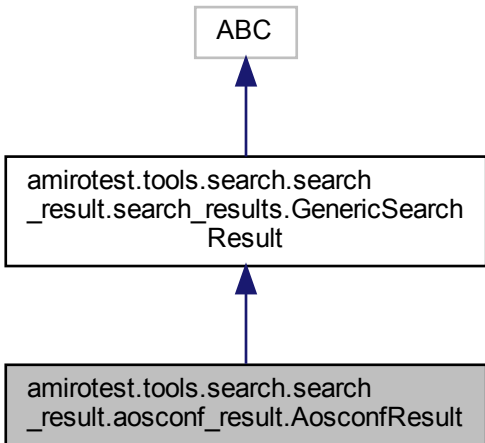 ABC
amirotest.tools.search.search
_result.search_results.GenericSearch
Result
amirotest.tools.search.search
_result.aosconf_result.AosconfResult